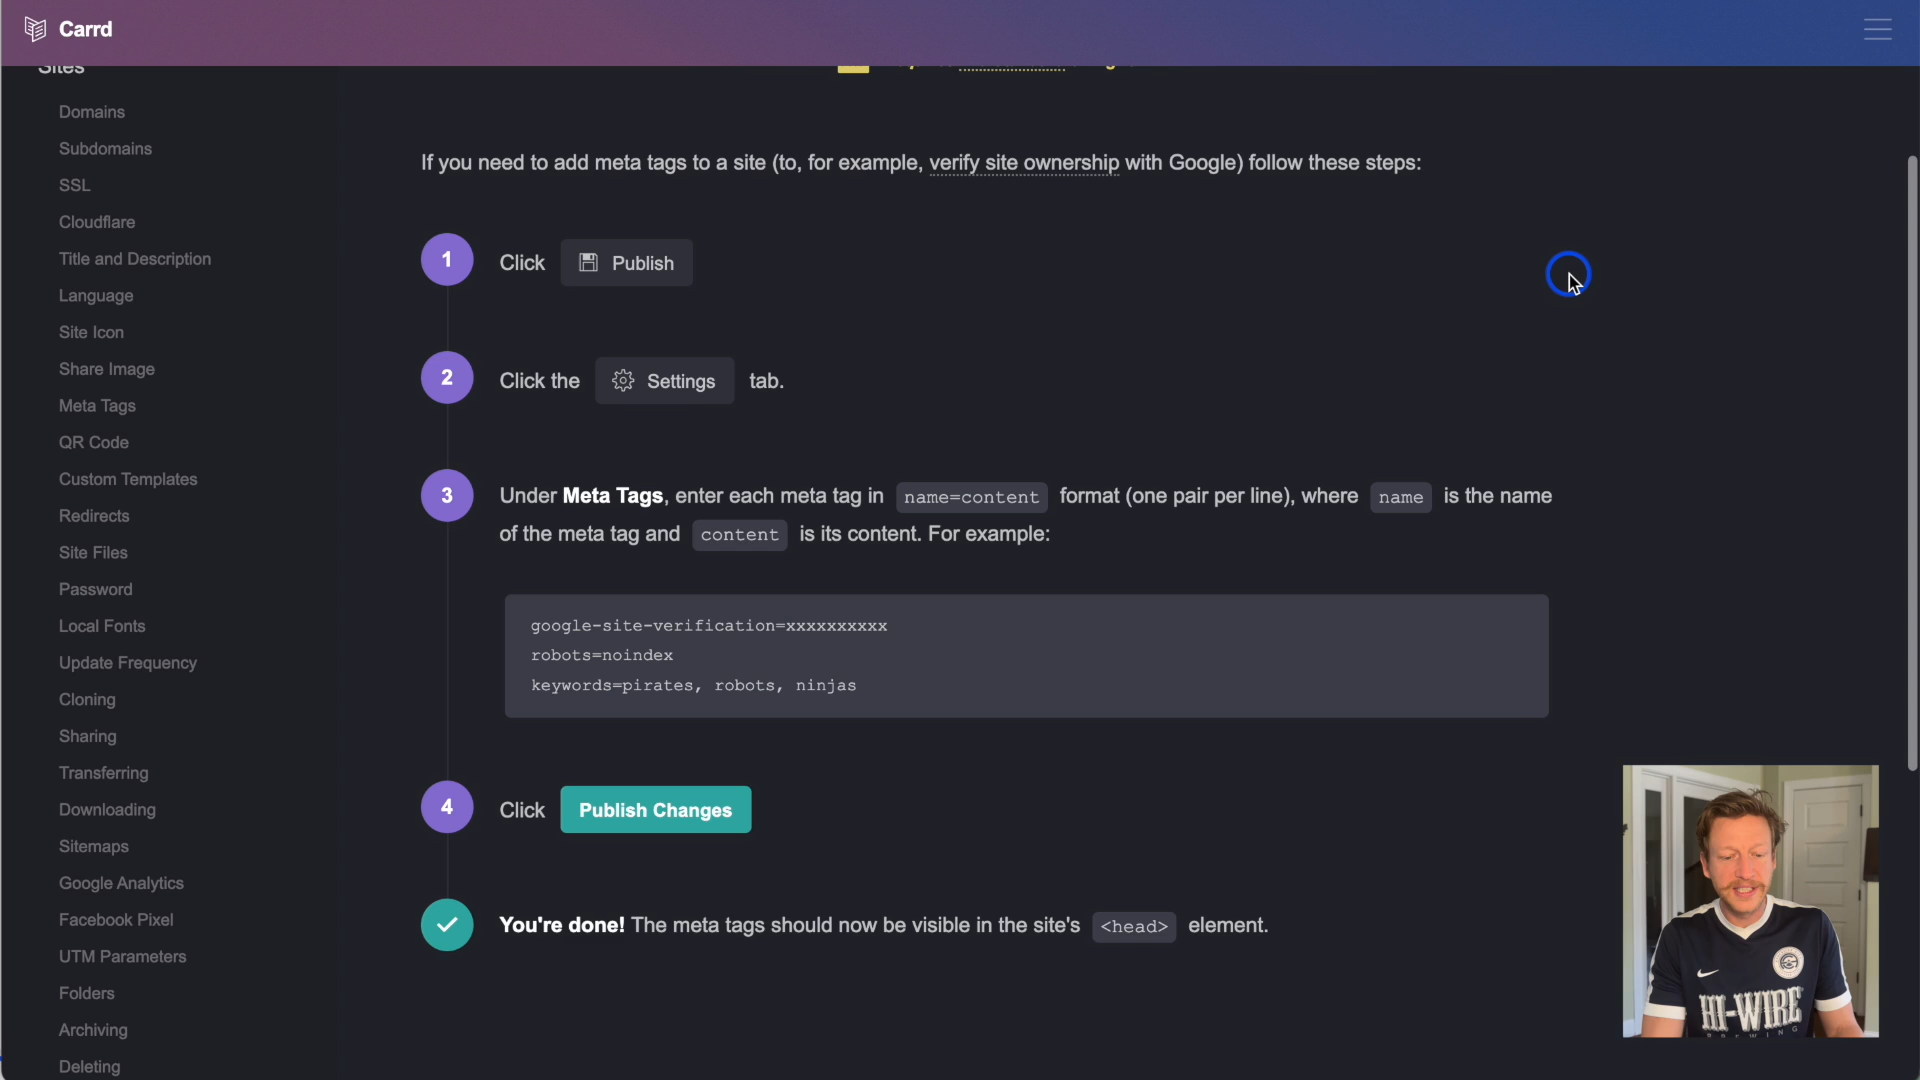 Carrd
Sites
Domains
Subdomains
SSL
Cloudflare
Title and Description
Language
Site Icon
Share Image
Meta Tags
QR Code
Custom Templates
Redirects
Site Files
Password
Local Fonts
Update Frequency
Cloning
Sharing
Transferring
Downloading
Sitemaps
Google Analytics
Facebook Pixel
UTM Parameters
Folders
Archiving
Deleting
If you need to add meta tags to a site (to, for example, verify site ownership with Google) follow these steps:
1 Click Publish
2 Click the Settings tab.
3 Under Meta Tags, enter each meta tag in name=content format (one pair per line), where name is the name
of the meta tag and content is its content. For example:
google-site-verification=xxxxxxxxxx
robots=noindex
keywords=pirates, robots, ninjas
4 Click Publish Changes
You're done! The meta tags should now be visible in the site's <head> element.
HI-WIRE
BREWING